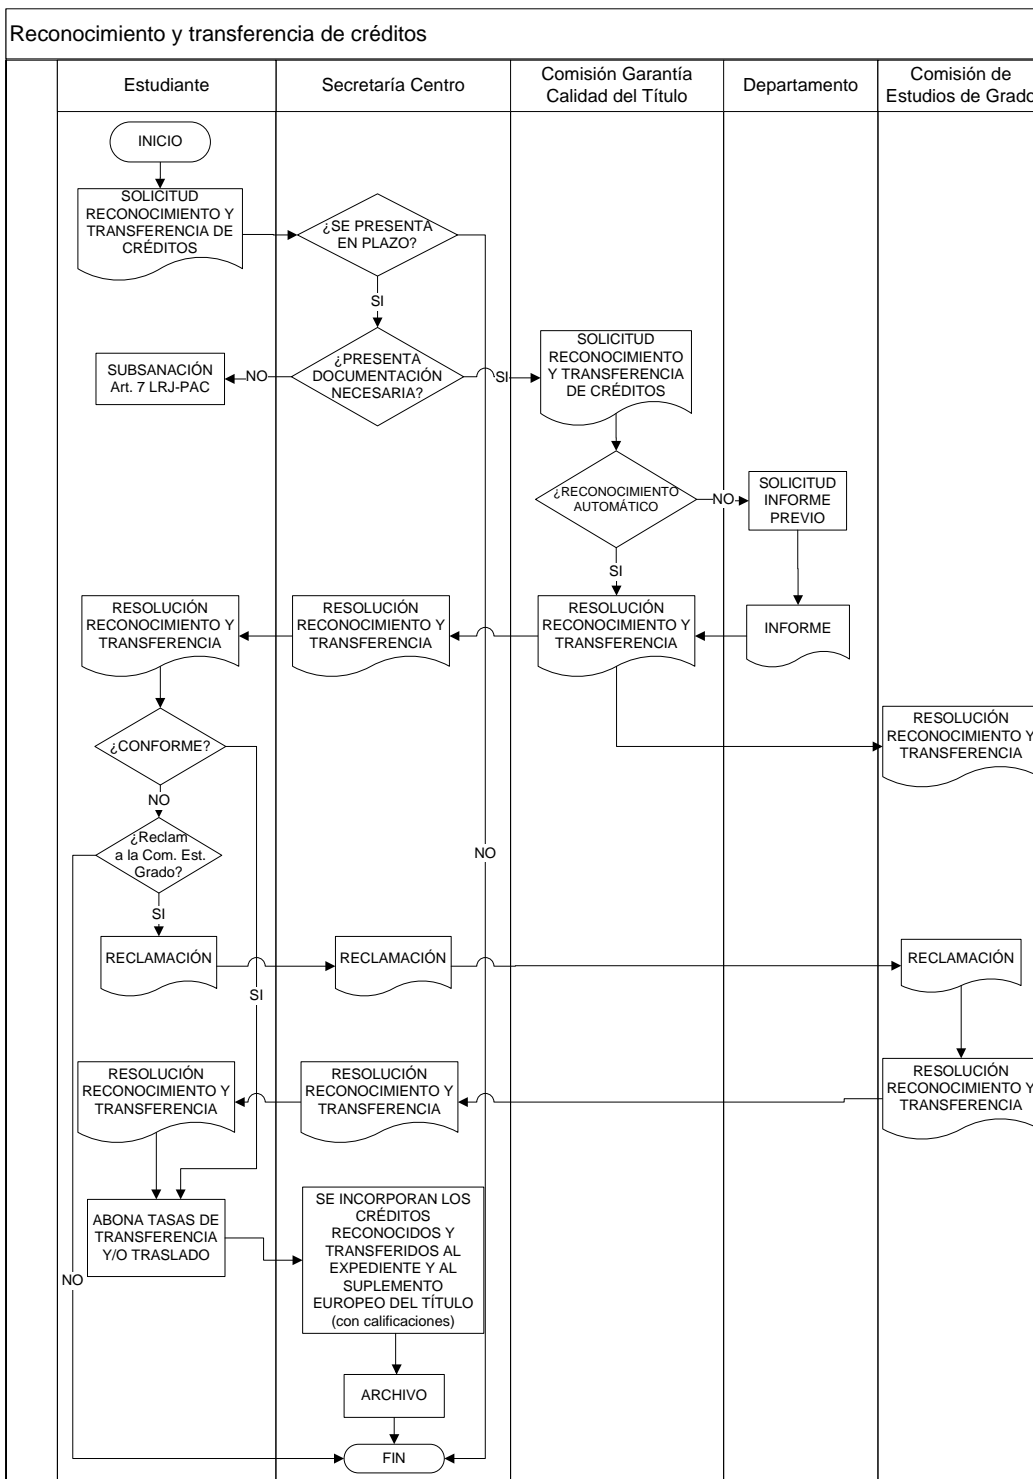 Reconocimiento y transferencia de créditos
Estudiante
Secretaría Centro
Comisión Garantía
Calidad del Título
Departamento
Comisión de
Estudios de Grado
INICIO
SOLICITUD
RECONOCIMIENTO Y
TRANSFERENCIA DE
CRÉDITOS
¿SE PRESENTA
EN PLAZO?
SI
SUBSANACIÓN
Art. 7 LRJ-PAC
NO
¿PRESENTA
DOCUMENTACIÓN
NECESARIA?
SI
SOLICITUD
RECONOCIMIENTO
Y TRANSFERENCIA
DE CRÉDITOS
¿RECONOCIMIENTO
AUTOMÁTICO
NO
SOLICITUD
INFORME
PREVIO
SI
RESOLUCIÓN
RECONOCIMIENTO Y
TRANSFERENCIA
RESOLUCIÓN
RECONOCIMIENTO Y
TRANSFERENCIA
RESOLUCIÓN
RECONOCIMIENTO Y
TRANSFERENCIA
INFORME
RESOLUCIÓN
RECONOCIMIENTO Y
TRANSFERENCIA
¿CONFORME?
NO
¿Reclam
a la Com. Est.
Grado?
NO
SI
RECLAMACIÓN
RECLAMACIÓN
RECLAMACIÓN
SI
RESOLUCIÓN
RECONOCIMIENTO Y
TRANSFERENCIA
RESOLUCIÓN
RECONOCIMIENTO Y
TRANSFERENCIA
RESOLUCIÓN
RECONOCIMIENTO Y
TRANSFERENCIA
ABONA TASAS DE
TRANSFERENCIA
Y/O TRASLADO
NO
SE INCORPORAN LOS
CRÉDITOS
RECONOCIDOS Y
TRANSFERIDOS AL
EXPEDIENTE Y AL
SUPLEMENTO
EUROPEO DEL TÍTULO
(con calificaciones)
ARCHIVO
FIN